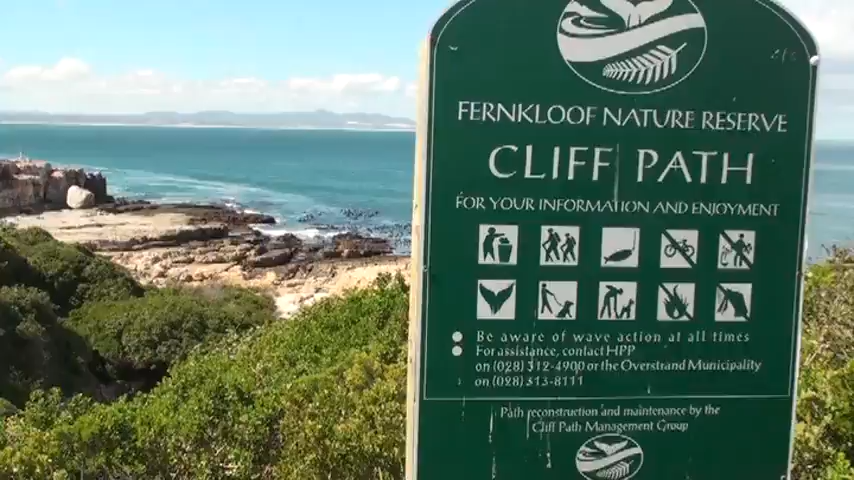 FERNKLOOF NATURE RESERVE
CLIFF PATH
FOR YOUR INFORMATION AND ENJOYMENT
Be aware of wave action at all times
For assistance, contact HPP
on (028) 312-4900 or the Overstrand Municipality
on (028) 313-8111
Path reconstruction and maintenance by the
Cliff Path Management Group